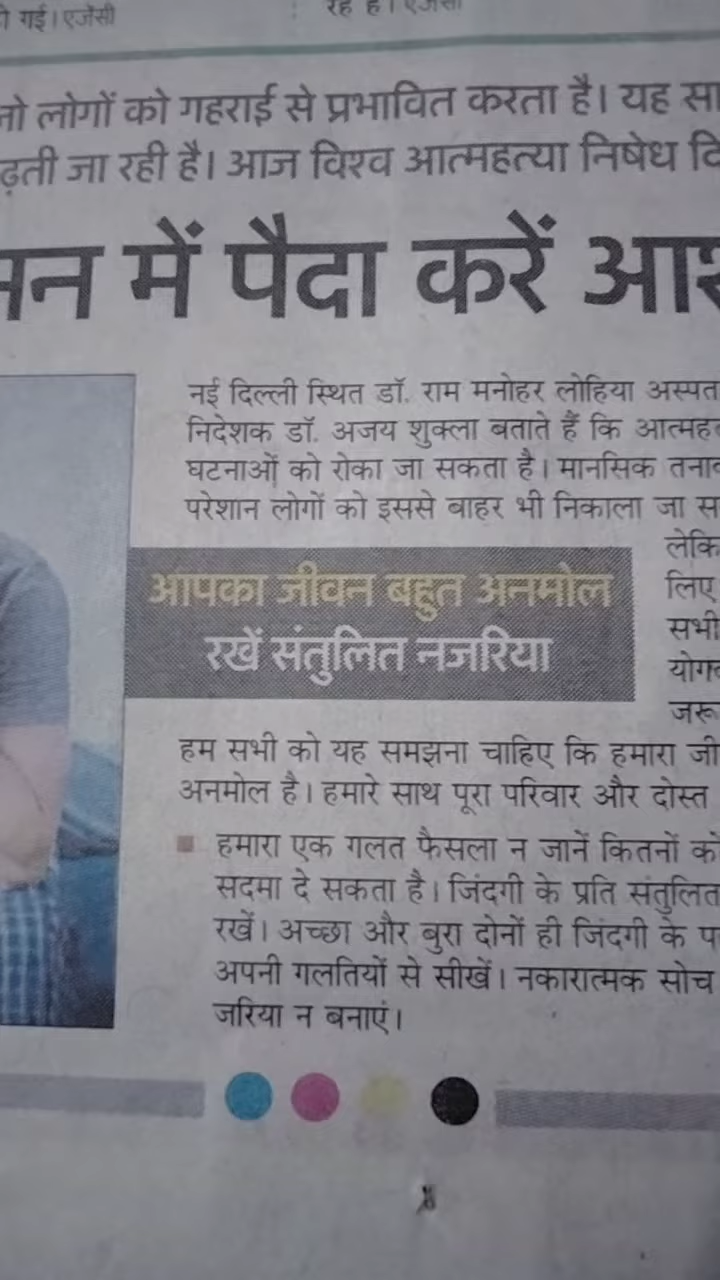 गई। एजेंसी
रहे हैं। एजेंसी
लोगों को गहराई से प्रभावित करता है। यह
जा रही है। आज विश्व आत्महत्या निषेध
में पैदा करें
नई दिल्ली स्थित डॉ. राम मनोहर लोहिया
निदेशक डॉ. अजय शुक्ला बताते हैं कि
घटनाओं को रोका जा सकता है। मानसिक
परेशान लोगों को इससे बाहर भी निकाला जा
लिए
सभी
आपका जीवन बहुत अनमोल
रखें संतुलित नजरिया
हम सभी को यह समझना चाहिए कि हमारा
अनमोल है। हमारे साथ पूरा परिवार और दोस्त
हमारा एक गलत फैसला न जानें कितनों को
सदमा दे सकता है। जिंदगी के प्रति संतुलित
रखें। अच्छा और बुरा दोनों ही जिंदगी के
अपनी गलतियों से सीखें। नकारात्मक सोच
जरिया न बनाएं।